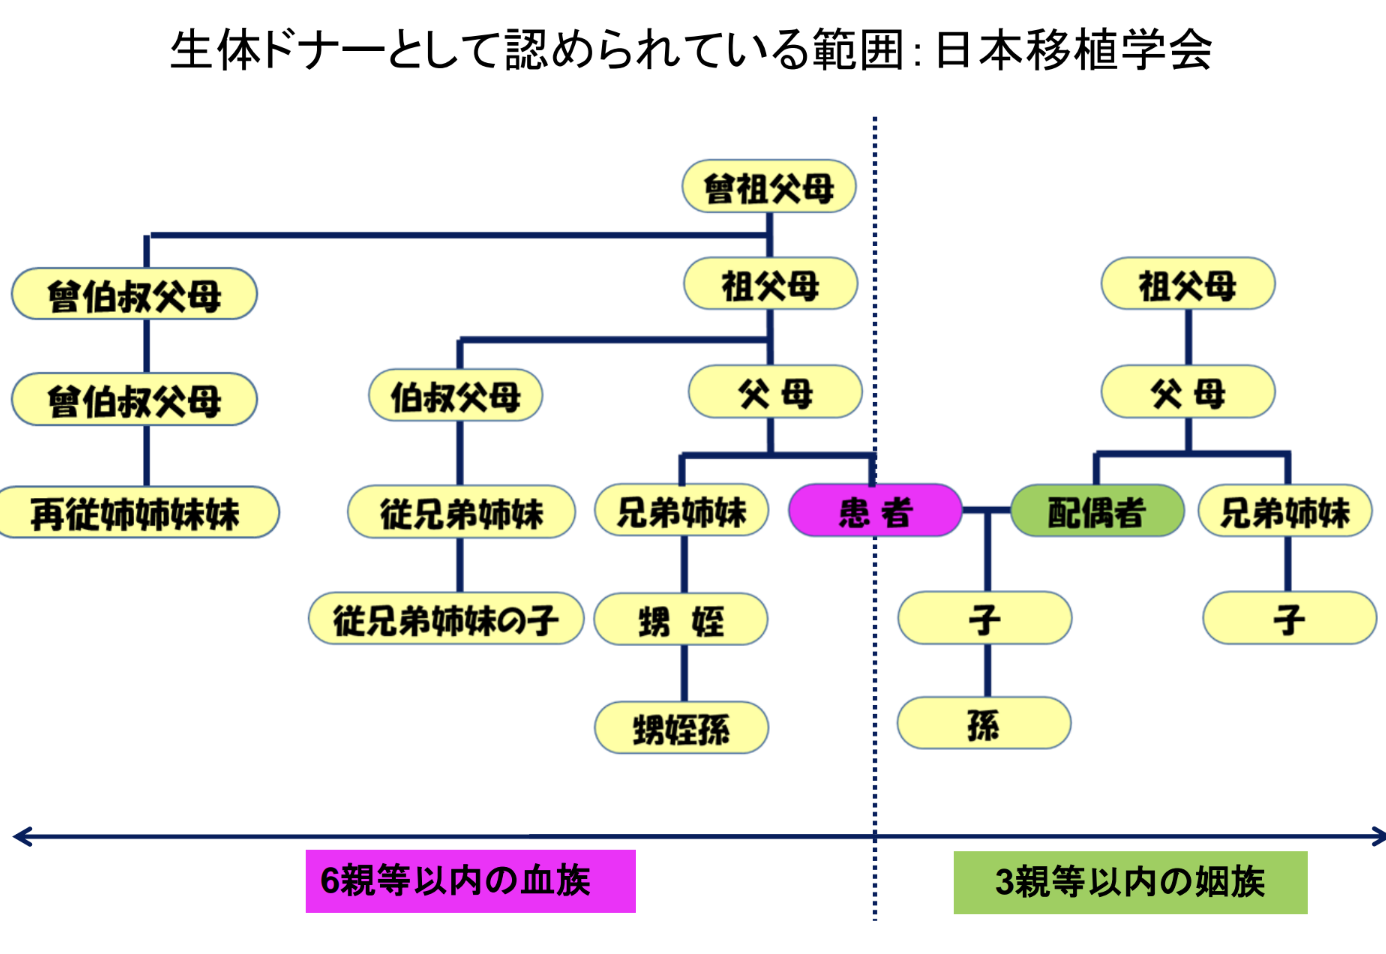 生体ドナーとして認められている範囲：日本移植学会
曾祖父母
曾伯叔父母
祖父母
祖父母
曾伯叔父母
伯叔父母
父 母
父 母
再従姉姉妹妹
従兄弟姉妹
兄弟姉妹
患 者
配偶者
兄弟姉妹
従兄弟姉妹の子
甥 姪
子
子
甥姪孫
孫
6親等以内の血族
3親等以内の姻族